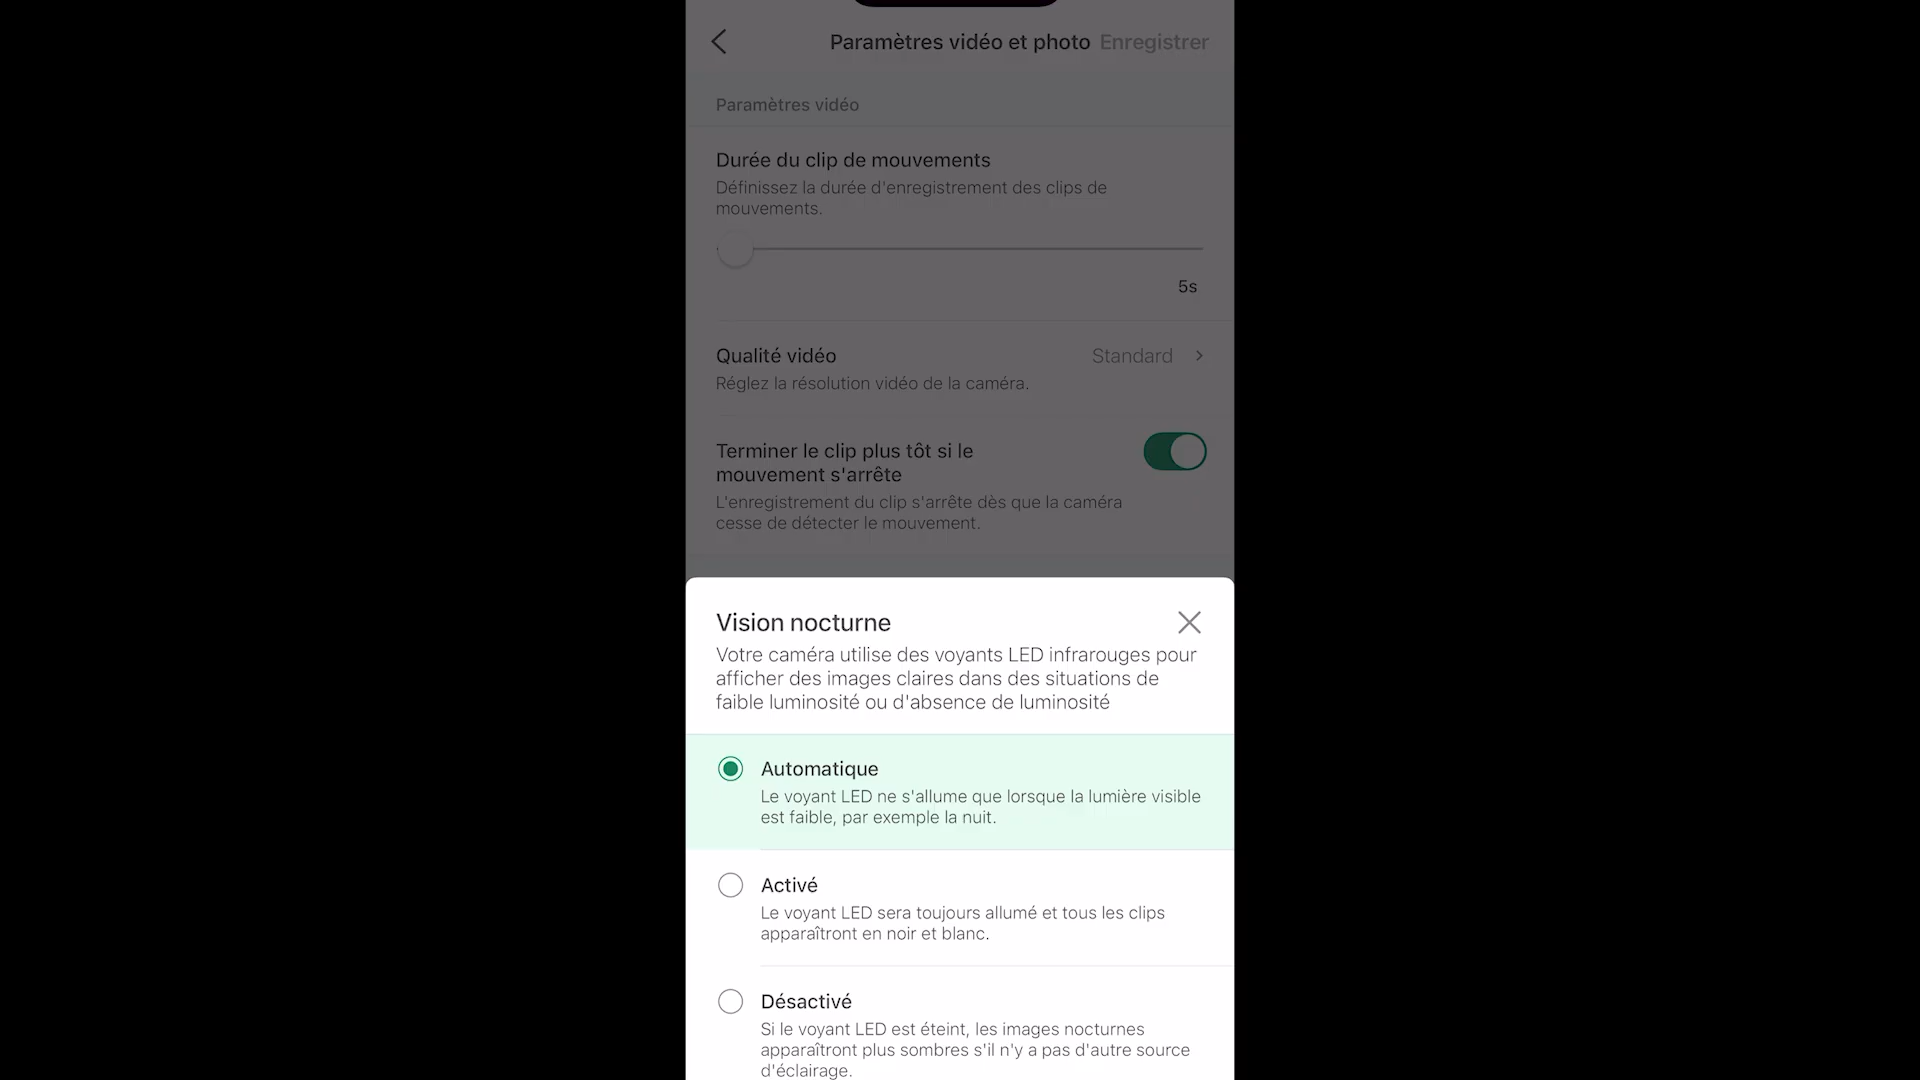 Paramètres vidéo et photo Enregistrer
Paramètres vidéo
Durée du clip de mouvements
Définissez la durée d'enregistrement des clips de
mouvements.
5s
Qualité vidéo Standard
Réglez la résolution vidéo de la caméra.
Terminer le clip plus tôt si le
mouvement s'arrête
L'enregistrement du clip s'arrête dès que la caméra
cesse de détecter le mouvement.
Vision nocturne
Votre caméra utilise des voyants LED infrarouges pour
afficher des images claires dans des situations de
faible luminosité ou d'absence de luminosité
Automatique
Le voyant LED ne s'allume que lorsque la lumière visible
est faible, par exemple la nuit.
Activé
Le voyant LED sera toujours allumé et tous les clips
apparaîtront en noir et blanc.
Désactivé
Si le voyant LED est éteint, les images nocturnes
apparaîtront plus sombres s'il n'y a pas d'autre source
d'éclairage.